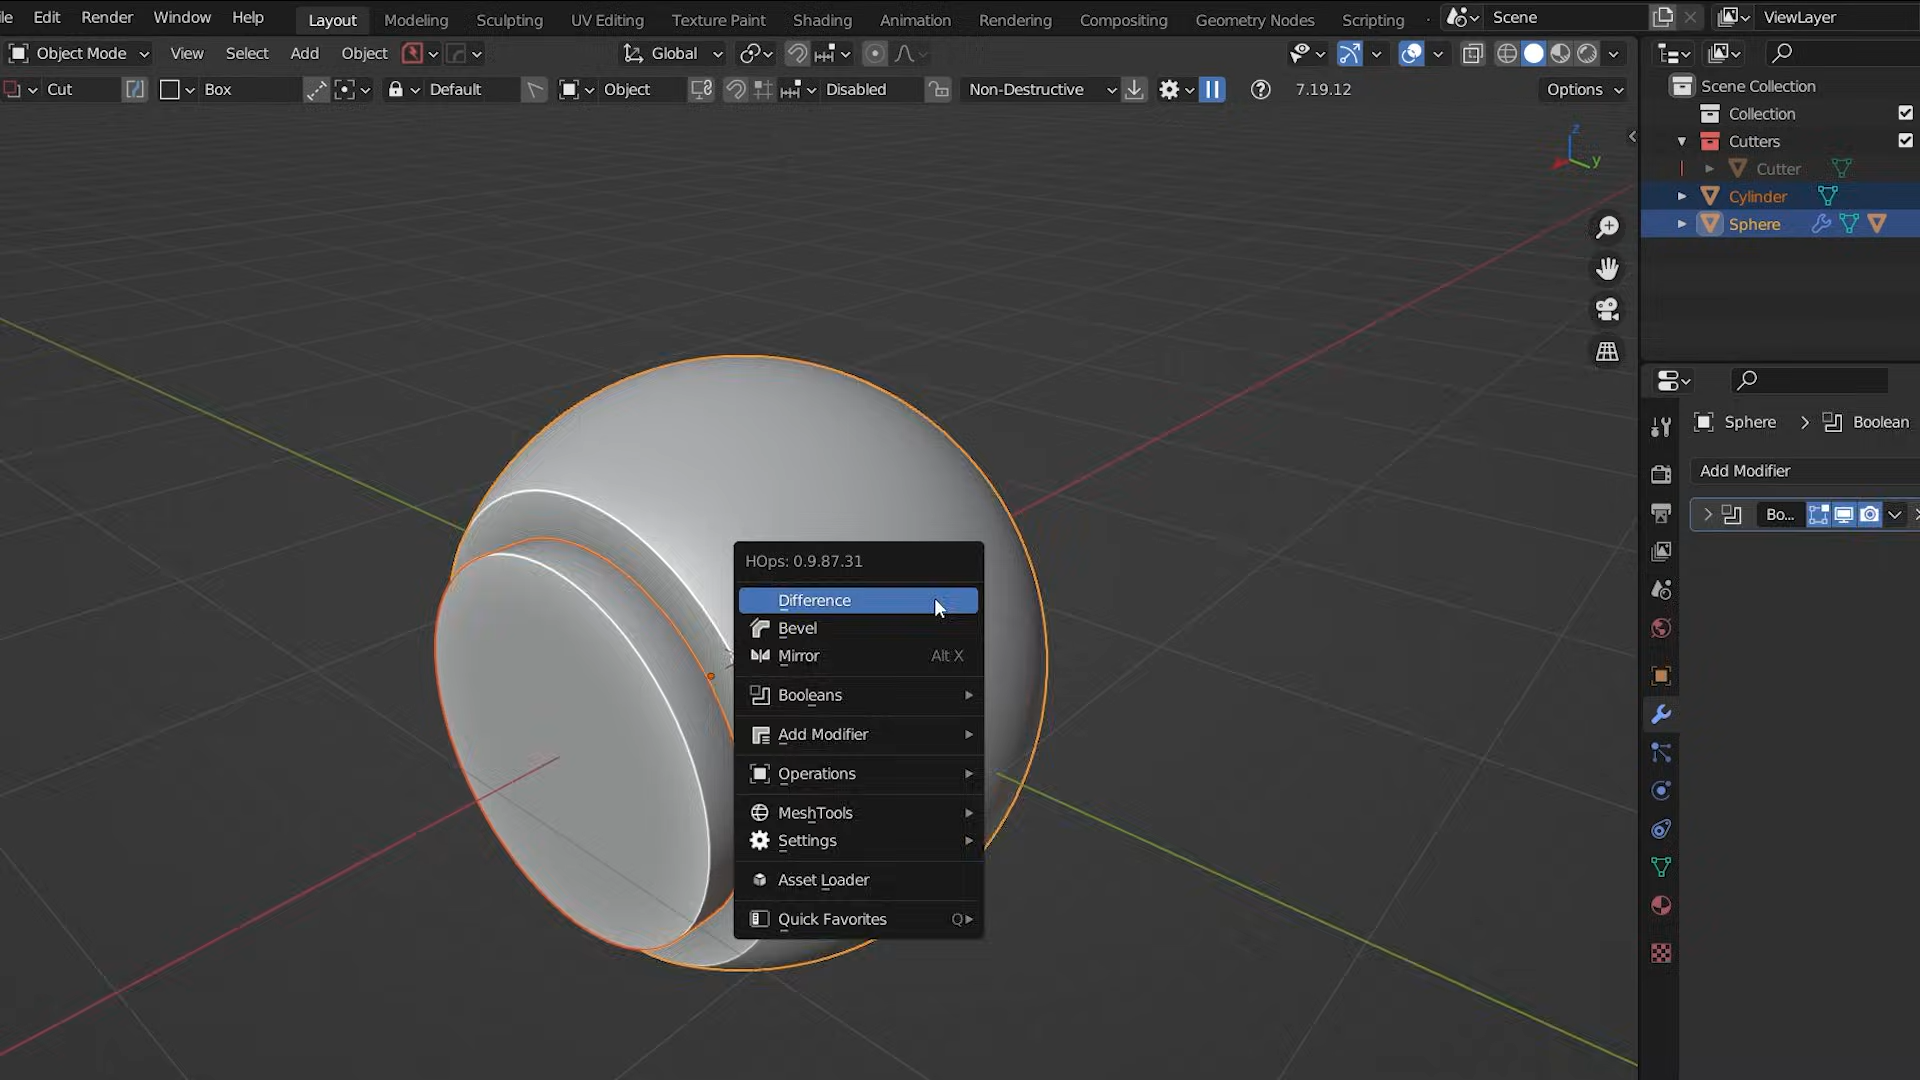 le Edit Render Window Help Layout Modeling Sculpting UV Editing Texture Paint Shading Animation Rendering Compositing Geometry Nodes Scripting Scene ViewLayer
Object Mode View Select Add Object Global
Cut Box Default Object Disabled Non-Destructive 7.19.12 Options
Scene Collection
Collection
Cutters
Cutter
Cylinder
Sphere
z
y
Sphere > Boolean
Add Modifier
Bo...
HOps: 0.9.87.31
Difference
Bevel
Mirror Alt X
Booleans
Add Modifier
Operations
MeshTools
Settings
Asset Loader
Quick Favorites Q